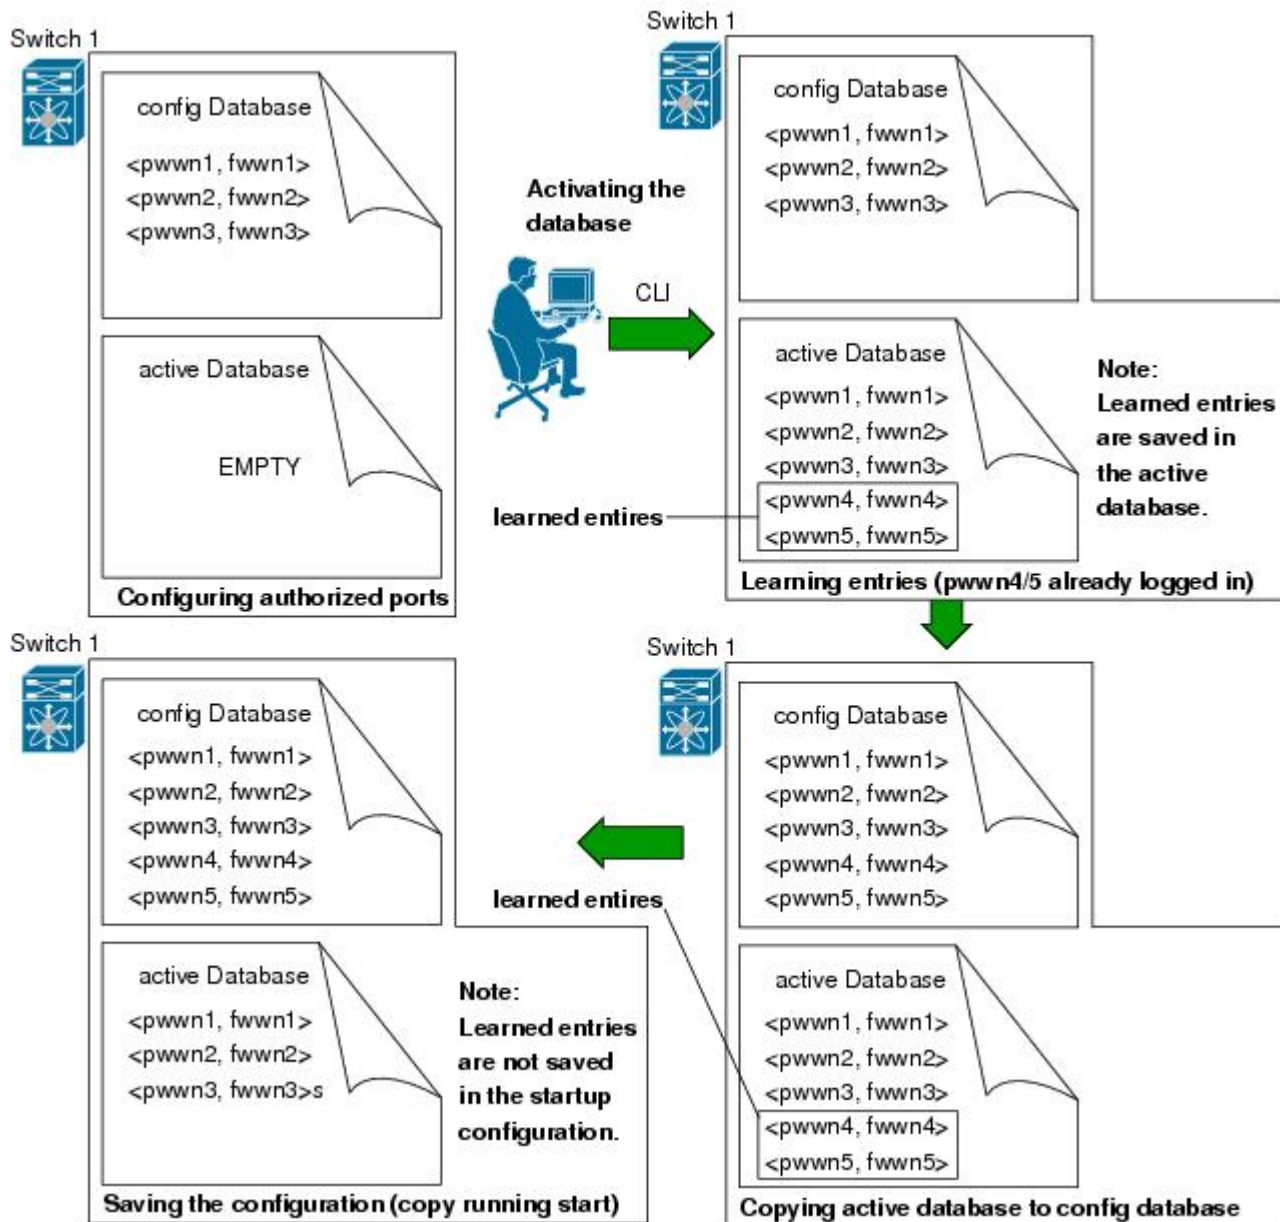 Switch 1
config Database
<pwwn1, fwwn1>
<pwwn2, fwwn2>
<pwwn3, fwwn3>
active Database
EMPTY
Configuring authorized ports
Activating the
database
CLI
Switch 1
config Database
<pwwn1, fwwn1>
<pwwn2, fwwn2>
<pwwn3, fwwn3>
active Database
<pwwn1, fwwn1>
<pwwn2, fwwn2>
<pwwn3, fwwn3>
<pwwn4, fwwn4>
<pwwn5, fwwn5>
learned entires
Note:
Learned entries
are saved in
the active
database.
Learning entries (pwwn4/5 already logged in)
Switch 1
config Database
<pwwn1, fwwn1>
<pwwn2, fwwn2>
<pwwn3, fwwn3>
<pwwn4, fwwn4>
<pwwn5, fwwn5>
learned entires
active Database
<pwwn1, fwwn1>
<pwwn2, fwwn2>
<pwwn3, fwwn3>
<pwwn4, fwwn4>
<pwwn5, fwwn5>
Copying active database to config database
Switch 1
config Database
<pwwn1, fwwn1>
<pwwn2, fwwn2>
<pwwn3, fwwn3>
<pwwn4, fwwn4>
<pwwn5, fwwn5>
active Database
<pwwn1, fwwn1>
<pwwn2, fwwn2>
<pwwn3, fwwn3>s
Note:
Learned entries
are not saved
in the startup
configuration.
Saving the configuration (copy running start)